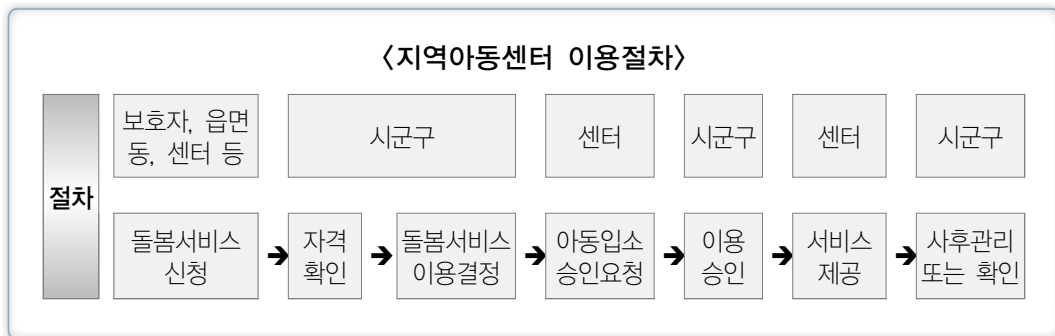 〈지역아동센터 이용절차〉
절차
보호자, 읍면
동, 센터 등
시군구
센터
시군구
센터
시군구
돌봄서비스
신청
➔
자격
확인
➔
돌봄서비스
이용결정
➔
아동입소
승인요청
➔
이용
승인
➔
서비스
제공
➔
사후관리
또는 확인